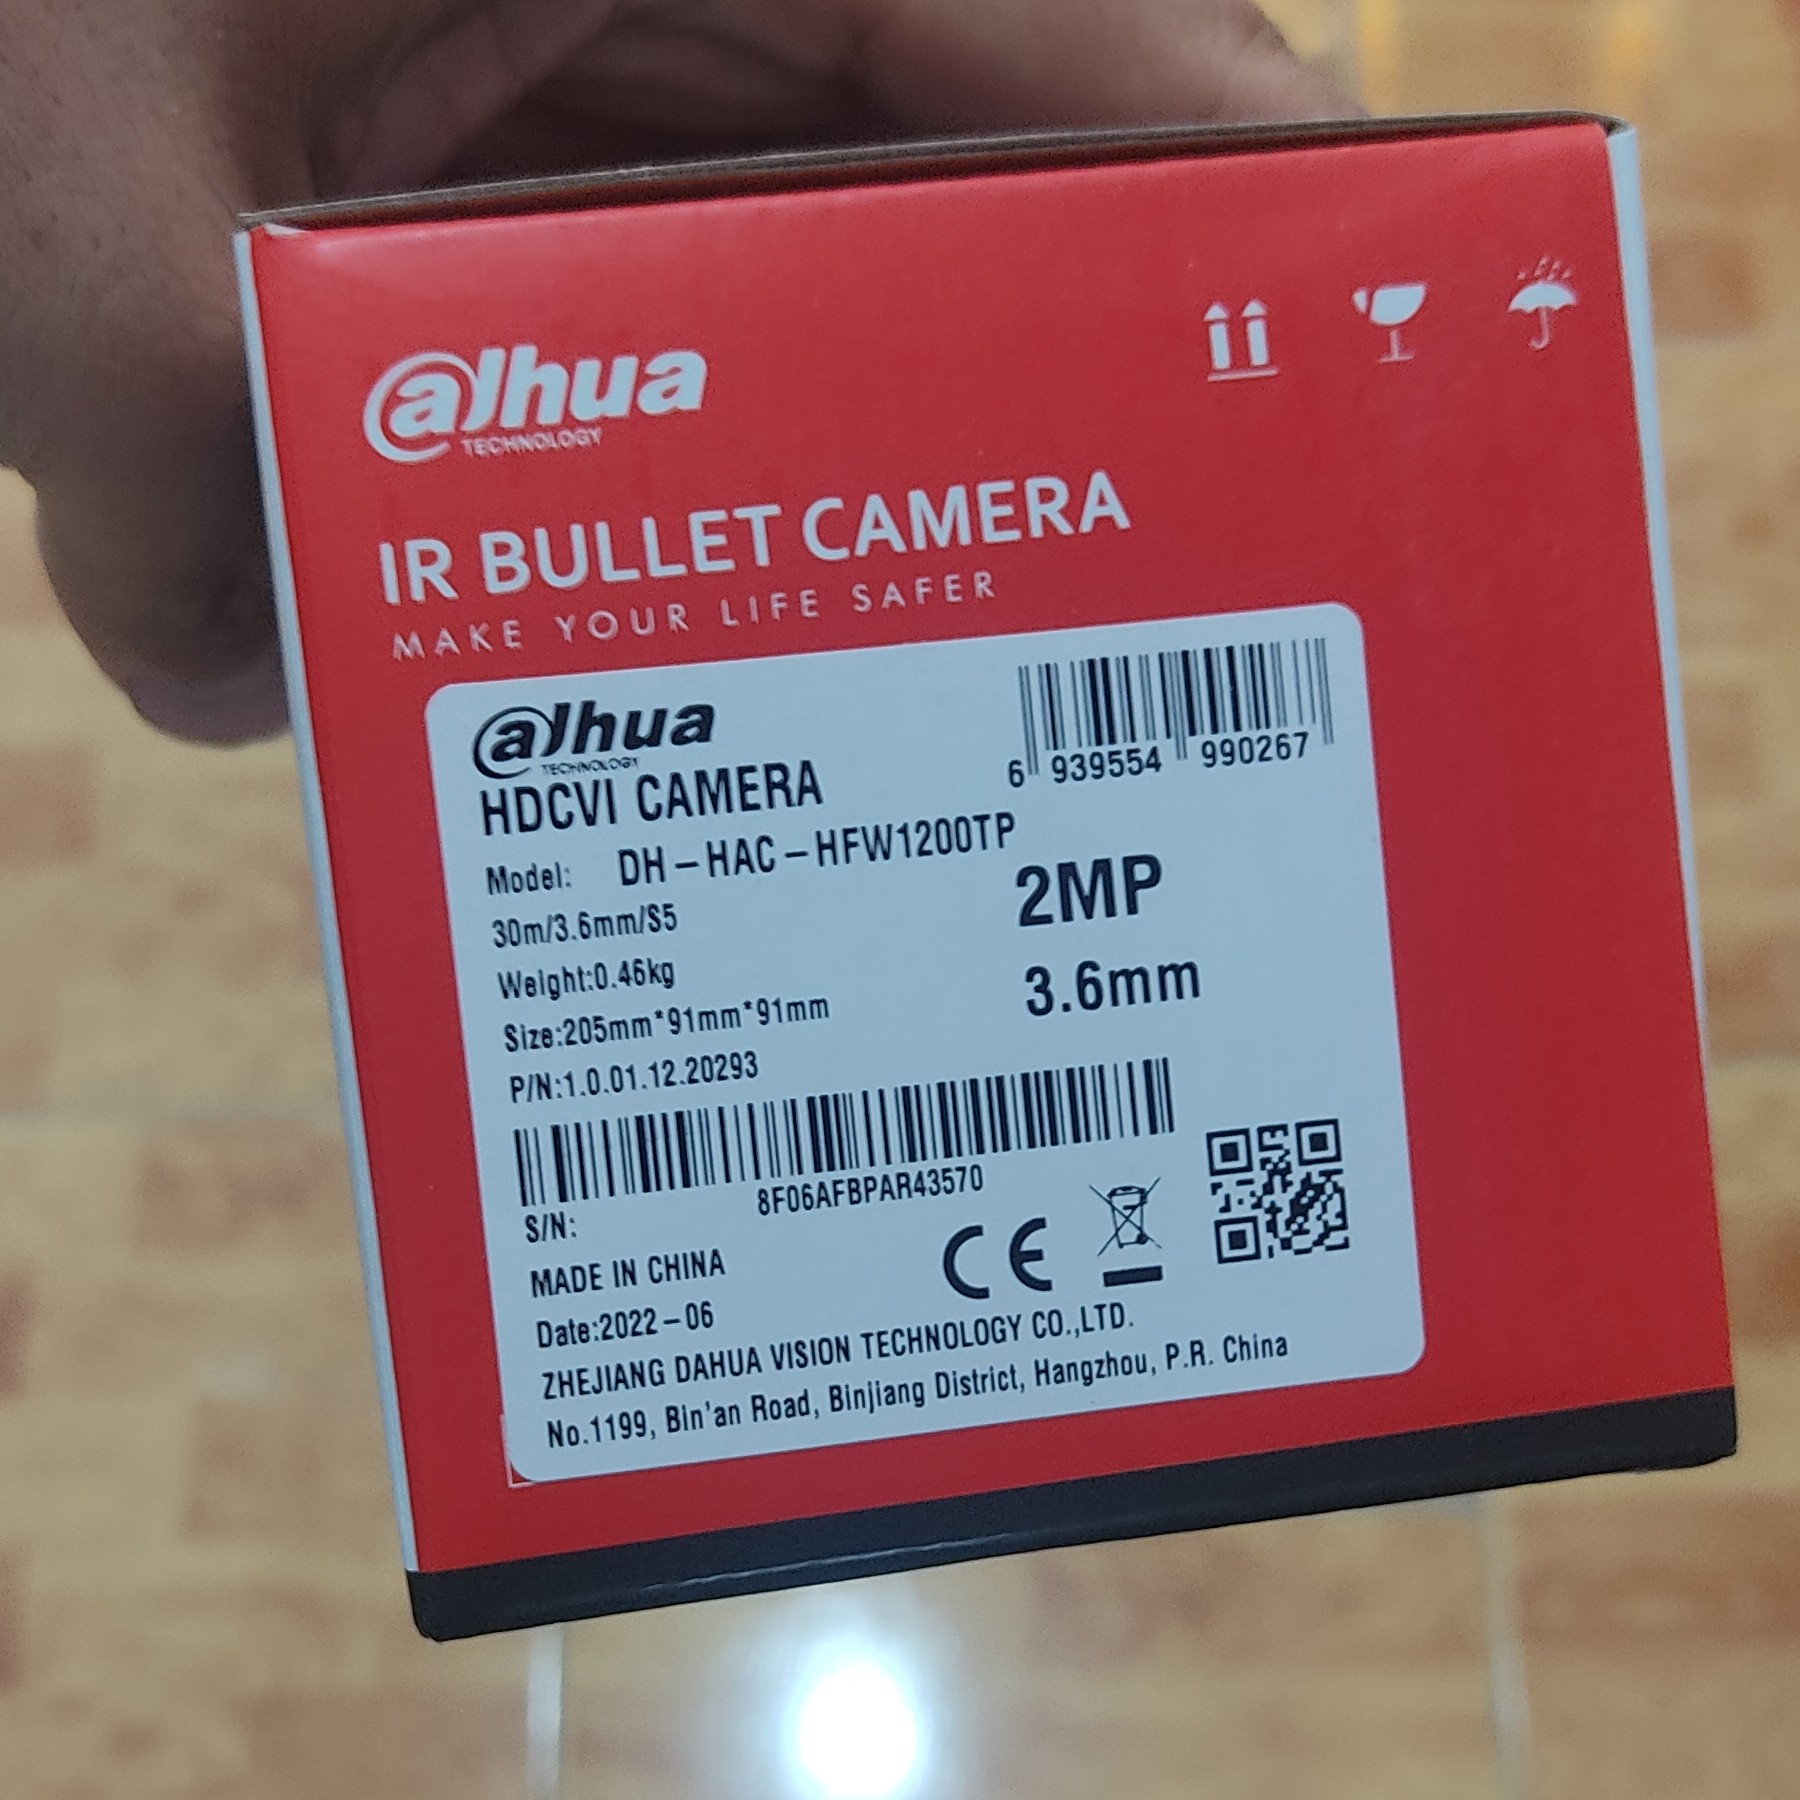 alhua
TECHNOLOGY
IR BULLET CAMERA
MAKE YOUR LIFE SAFER
alhua
TECHNOLOGY
6 939554 990267
HDCVI CAMERA
Model: DH-HAC-HFW1200TP
30m/3.6mm/S5
2MP
Weight:0.46kg
3.6mm
Size:205mm*91mm*91mm
P/N:1.0.01.12.20293
8F06AFBPAR43570
S/N:
MADE IN CHINA
CE
Date:2022-06
ZHEJIANG DAHUA VISION TECHNOLOGY CO.,LTD.
No.1199, Bin'an Road, Binjiang District, Hangzhou, P.R. China